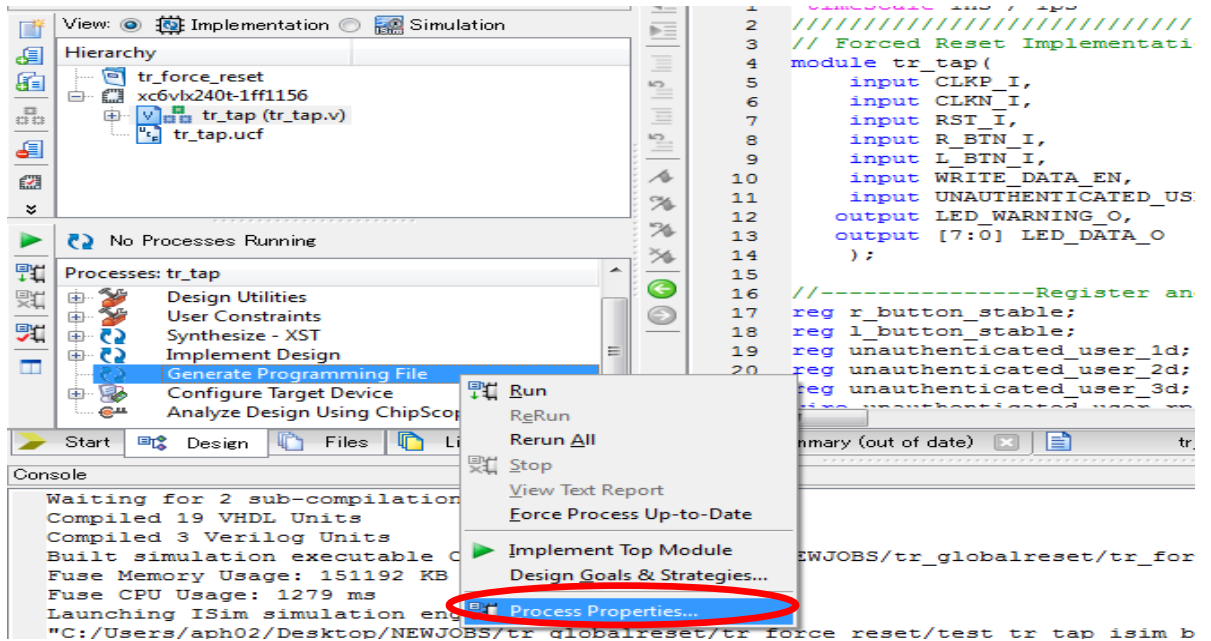 View: Implementation Simulation
Hierarchy
tr_force_reset
xc6vlx240t-1ff1156
tr_tap (tr_tap.v)
tr_tap.ucf
No Processes Running
Processes: tr_tap
Design Utilities
User Constraints
Synthesize - XST
Implement Design
Generate Programming File
Configure Target Device
Analyze Design Using ChipScop
Start Design Files Li
1 `timescale 1ns / 1ps
2 /////////////////////////////
3 // Forced Reset Implementati
4 module tr_tap(
5 input CLKP_I,
6 input CLKN_I,
7 input RST_I,
8 input R_BTN_I,
9 input L_BTN_I,
10 input WRITE_DATA_EN,
11 input UNAUTHENTICATED_US
12 output LED_WARNING_O,
13 output [7:0] LED_DATA_O
14 );
15
16 //----------------Register an
17 reg r_button_stable;
18 reg l_button_stable;
19 reg unauthenticated_user_1d;
20 reg unauthenticated_user_2d;
reg unauthenticated_user_3d;
wire unauthenticated_user_rp
mmary (out of date) tr_
Run
ReRun
Rerun All
Stop
View Text Report
Force Process Up-to-Date
Implement Top Module
Design Goals & Strategies...
Process Properties...
Console
Waiting for 2 sub-compilation
Compiled 19 VHDL Units
Compiled 3 Verilog Units
Built simulation executable C EWJOBS/tr_globalreset/tr_for
Fuse Memory Usage: 151192 KB
Fuse CPU Usage: 1279 ms
Launching ISim simulation eng
"C:/Users/aph02/Desktop/NEWJOBS/tr_globalreset/tr_force_reset/test_tr_tap_isim_b